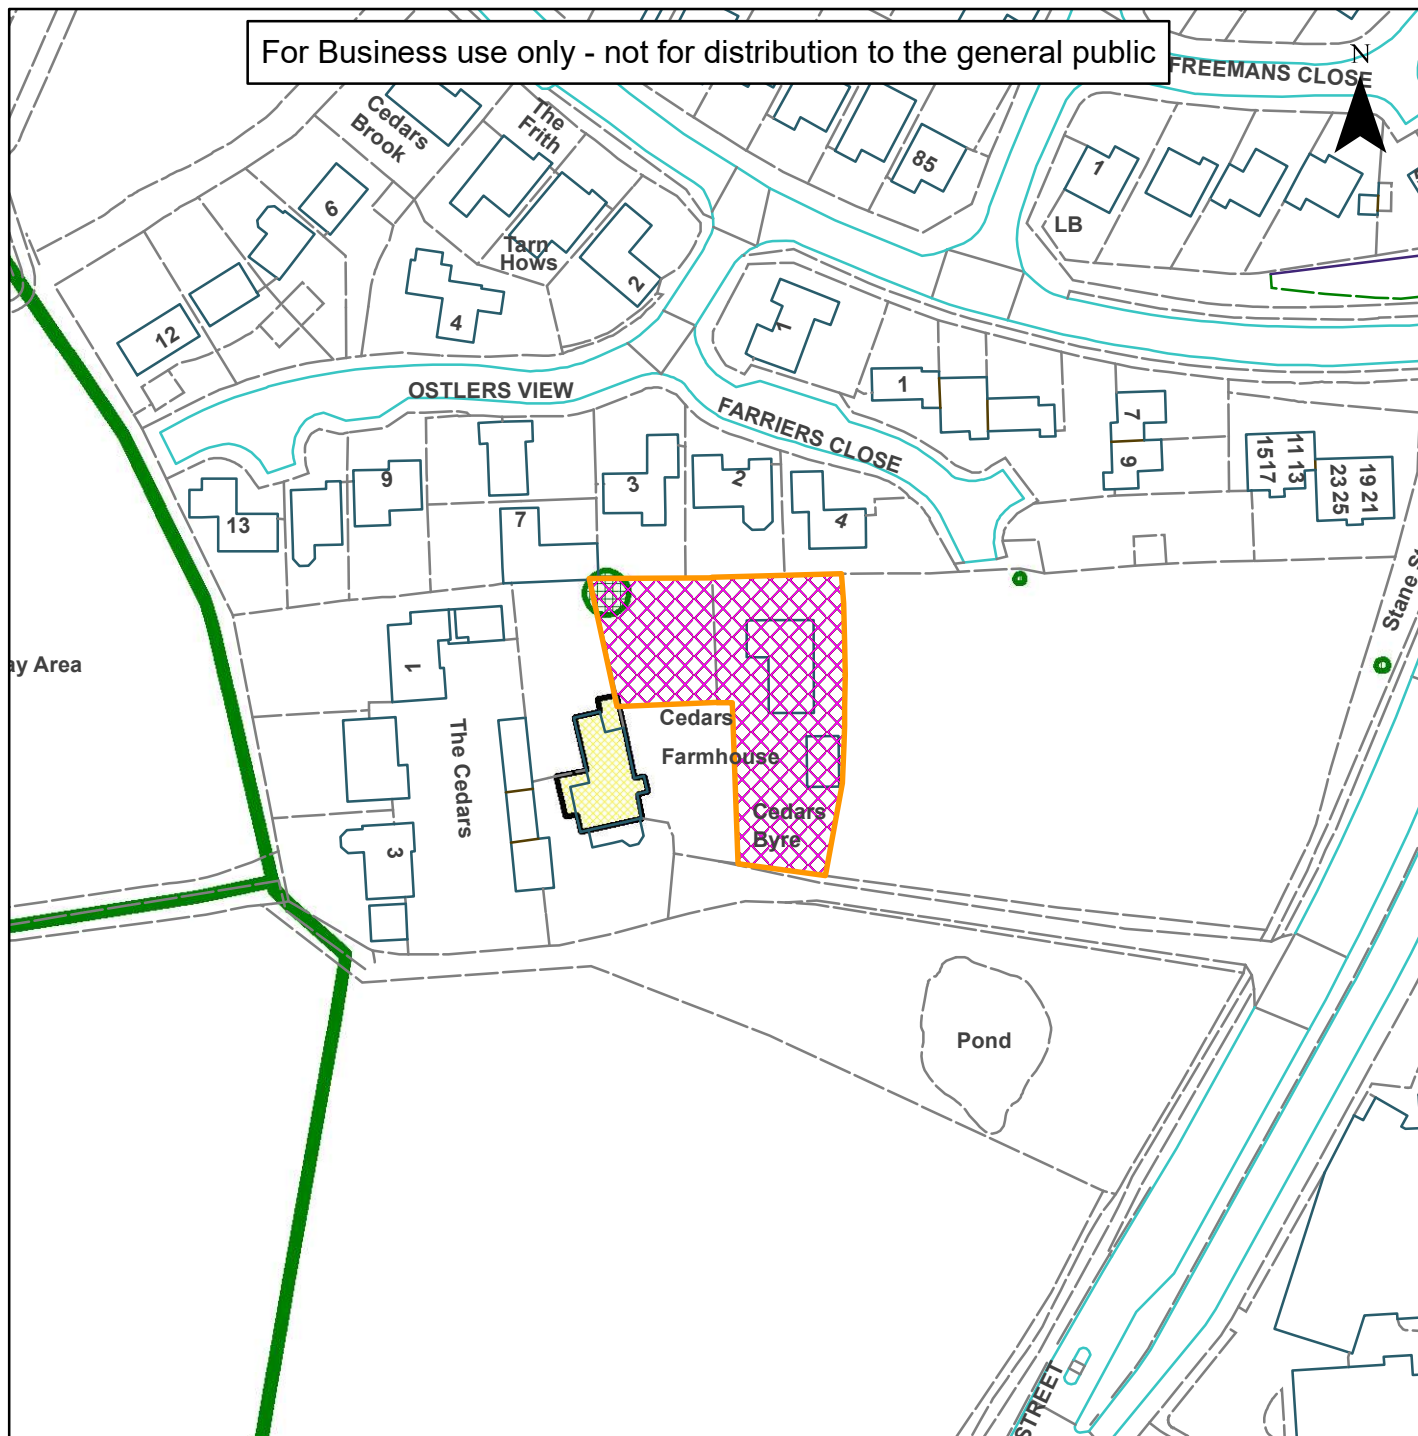 For Business use only - not for distribution to the general public
N
FREEMANS CLOSE
Cedars
Brook
The
Frith
85
1
6
LB
Tarn
Hows
2
4
12
1
OSTLERS VIEW
FARRIERS CLOSE
1
7
9
11 13
15 17
19 21
23 25
9
3
2
4
13
7
Stane S
ay Area
1
The Cedars
Cedars
Farmhouse
Cedars
Byre
3
Pond
STREET